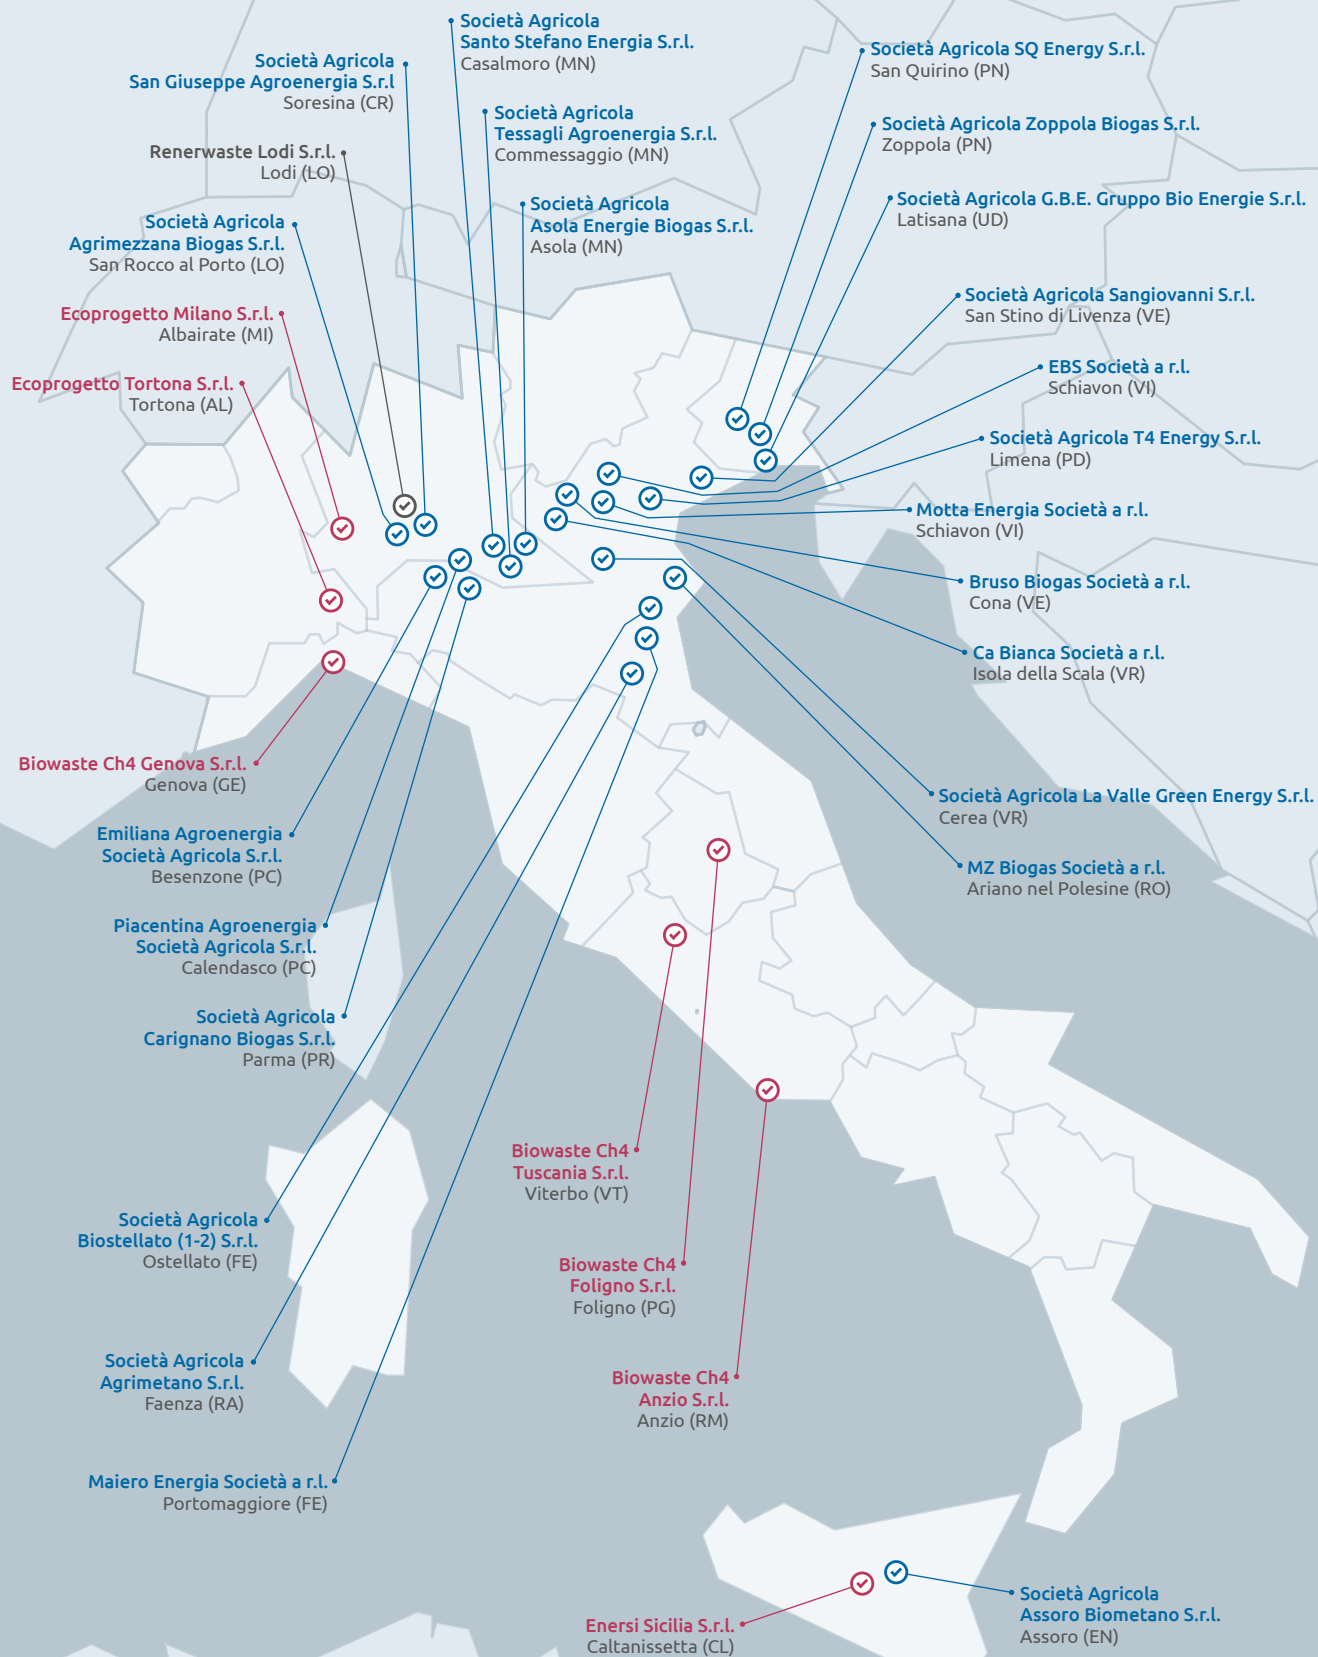 Società Agricola
Santo Stefano Energia S.r.l.
Casalmoro (MN)
Società Agricola
San Giuseppe Agroenergia S.r.l
Soresina (CR)
Società Agricola
Tessagli Agroenergia S.r.l.
Commessaggio (MN)
Renerwaste Lodi S.r.l.
Lodi (LO)
Società Agricola
Asola Energie Biogas S.r.l.
Asola (MN)
Società Agricola
Agrimezzana Biogas S.r.l.
San Rocco al Porto (LO)
Ecoprogetto Milano S.r.l.
Albairate (MI)
Ecoprogetto Tortona S.r.l.
Tortona (AL)
Società Agricola SQ Energy S.r.l.
San Quirino (PN)
Società Agricola Zoppola Biogas S.r.l.
Zoppola (PN)
Società Agricola G.B.E. Gruppo Bio Energie S.r.l.
Latisana (UD)
Società Agricola Sangiovanni S.r.l.
San Stino di Livenza (VE)
EBS Società a r.l.
Schiavon (VI)
Società Agricola T4 Energy S.r.l.
Limena (PD)
Motta Energia Società a r.l.
Schiavon (VI)
Bruso Biogas Società a r.l.
Cona (VE)
Ca Bianca Società a r.l.
Isola della Scala (VR)
Società Agricola La Valle Green Energy S.r.l.
Cerea (VR)
MZ Biogas Società a r.l.
Ariano nel Polesine (RO)
Biowaste Ch4 Genova S.r.l.
Genova (GE)
Emiliana Agroenergia
Società Agricola S.r.l.
Besenzone (PC)
Piacentina Agroenergia
Società Agricola S.r.l.
Calendasco (PC)
Società Agricola
Carignano Biogas S.r.l.
Parma (PR)
Società Agricola
Biostellato (1-2) S.r.l.
Ostellato (FE)
Società Agricola
Agrimetano S.r.l.
Faenza (RA)
Maiero Energia Società a r.l.
Portomaggiore (FE)
Biowaste Ch4
Tuscania S.r.l.
Viterbo (VT)
Biowaste Ch4
Foligno S.r.l.
Foligno (PG)
Biowaste Ch4
Anzio S.r.l.
Anzio (RM)
Enersi Sicilia S.r.l.
Caltanissetta (CL)
Società Agricola
Assoro Biometano S.r.l.
Assoro (EN)